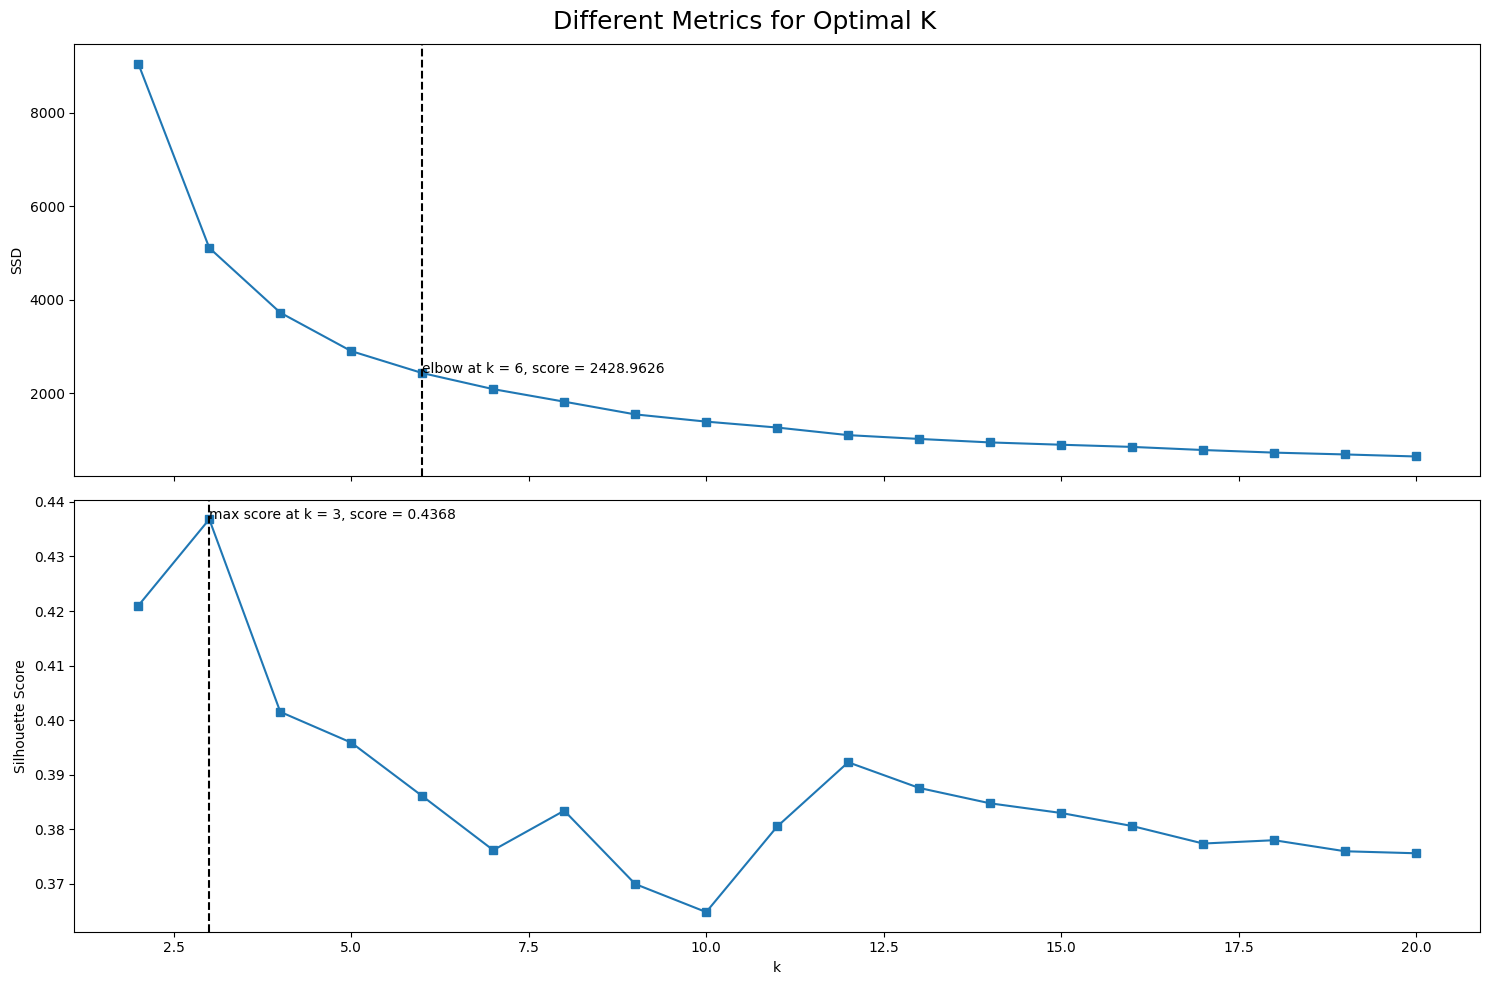 Different Metrics for Optimal K
8000
6000
4000
2000
SSD
elbow at k = 6, score = 2428.9626
0.44
0.43
0.42
0.41
0.40
0.39
0.38
0.37
Silhouette Score
max score at k = 3, score = 0.4368
2.5 5.0 7.5 10.0 12.5 15.0 17.5 20.0
k